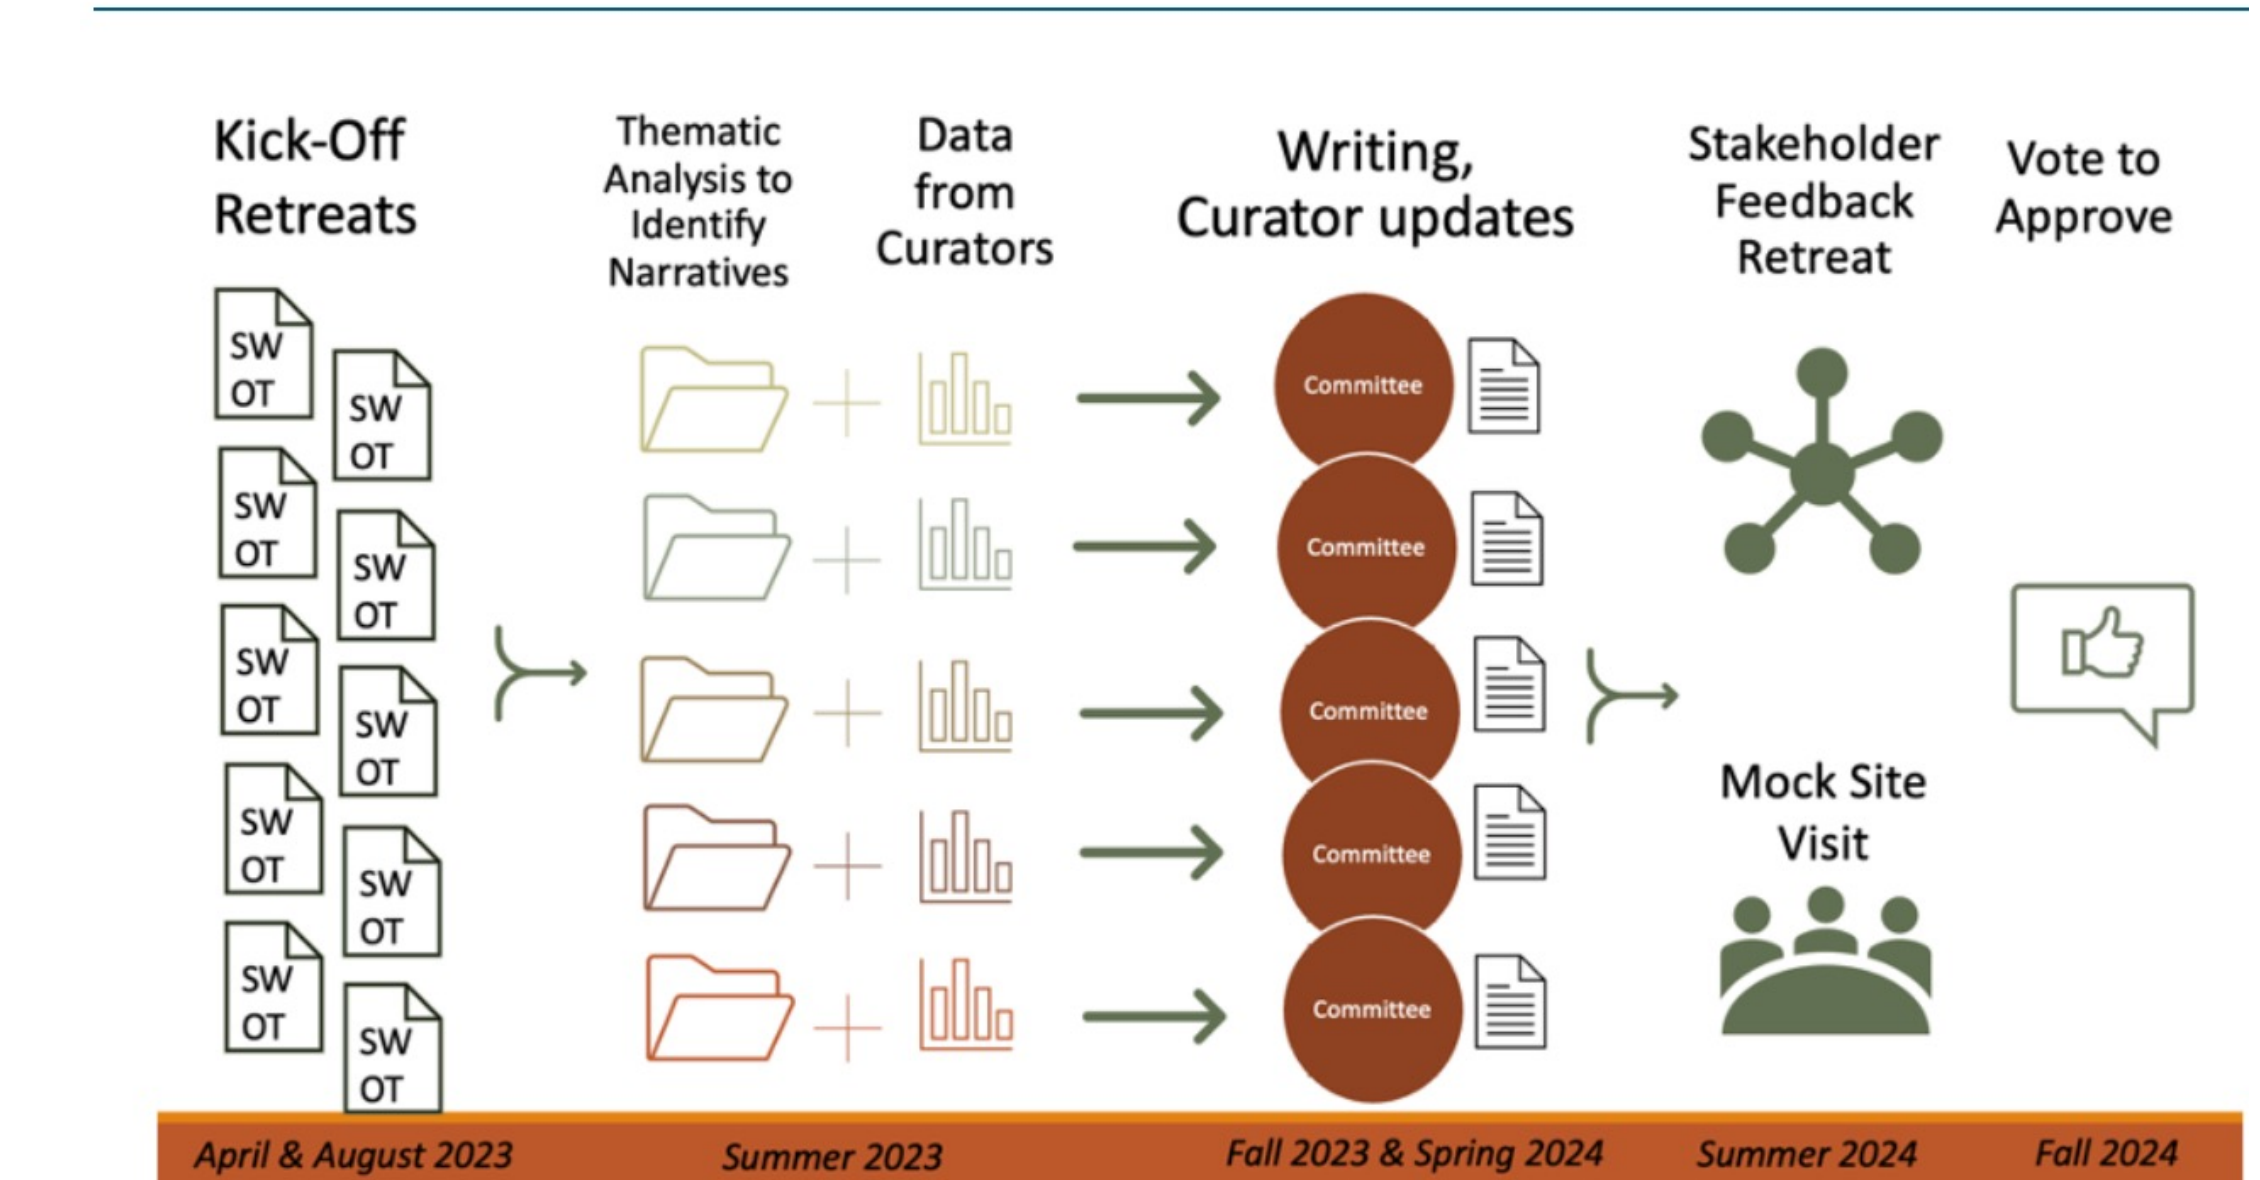 Kick-Off
Retreats
Thematic
Analysis to
Identify
Narratives
Data
from
Curators
Writing,
Curator updates
Stakeholder
Feedback
Retreat
Vote to
Approve
SW
OT
SW
OT
SW
OT
SW
OT
SW
OT
SW
OT
SW
OT
SW
OT
SW
OT
SW
OT
Committee
Committee
Committee
Committee
Committee
Mock Site
Visit
April & August 2023
Summer 2023
Fall 2023 & Spring 2024
Summer 2024
Fall 2024